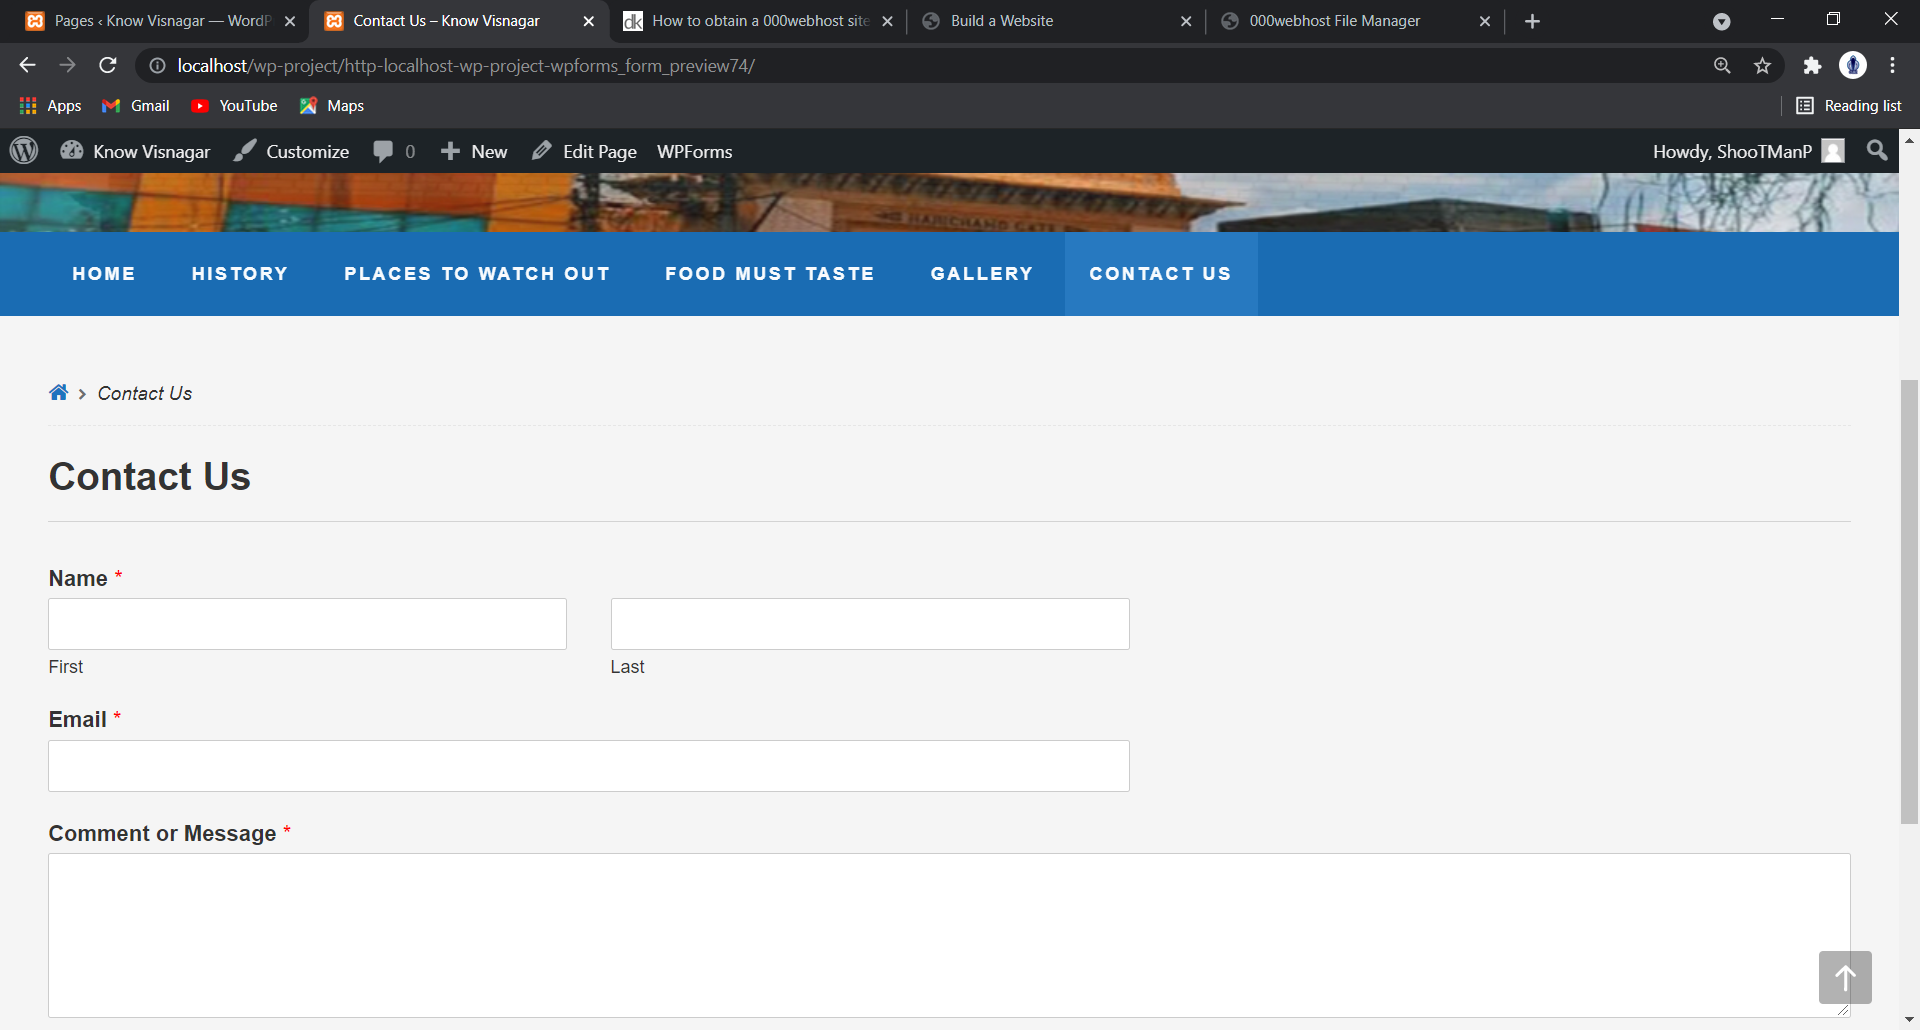 Pages ‹ Know Visnagar — WordP
Contact Us – Know Visnagar
dk
How to obtain a 000webhost site
Build a Website
000webhost File Manager
localhost/wp-project/http-localhost-wp-project-wpforms_form_preview74/
Apps
Gmail
YouTube
Maps
Reading list
Know Visnagar
Customize
0
New
Edit Page
WPForms
Howdy, ShooTManP
HARICHAND GATE
HOME
HISTORY
PLACES TO WATCH OUT
FOOD MUST TASTE
GALLERY
CONTACT US
Contact Us
Contact Us
Name *
First
Last
Email *
Comment or Message *